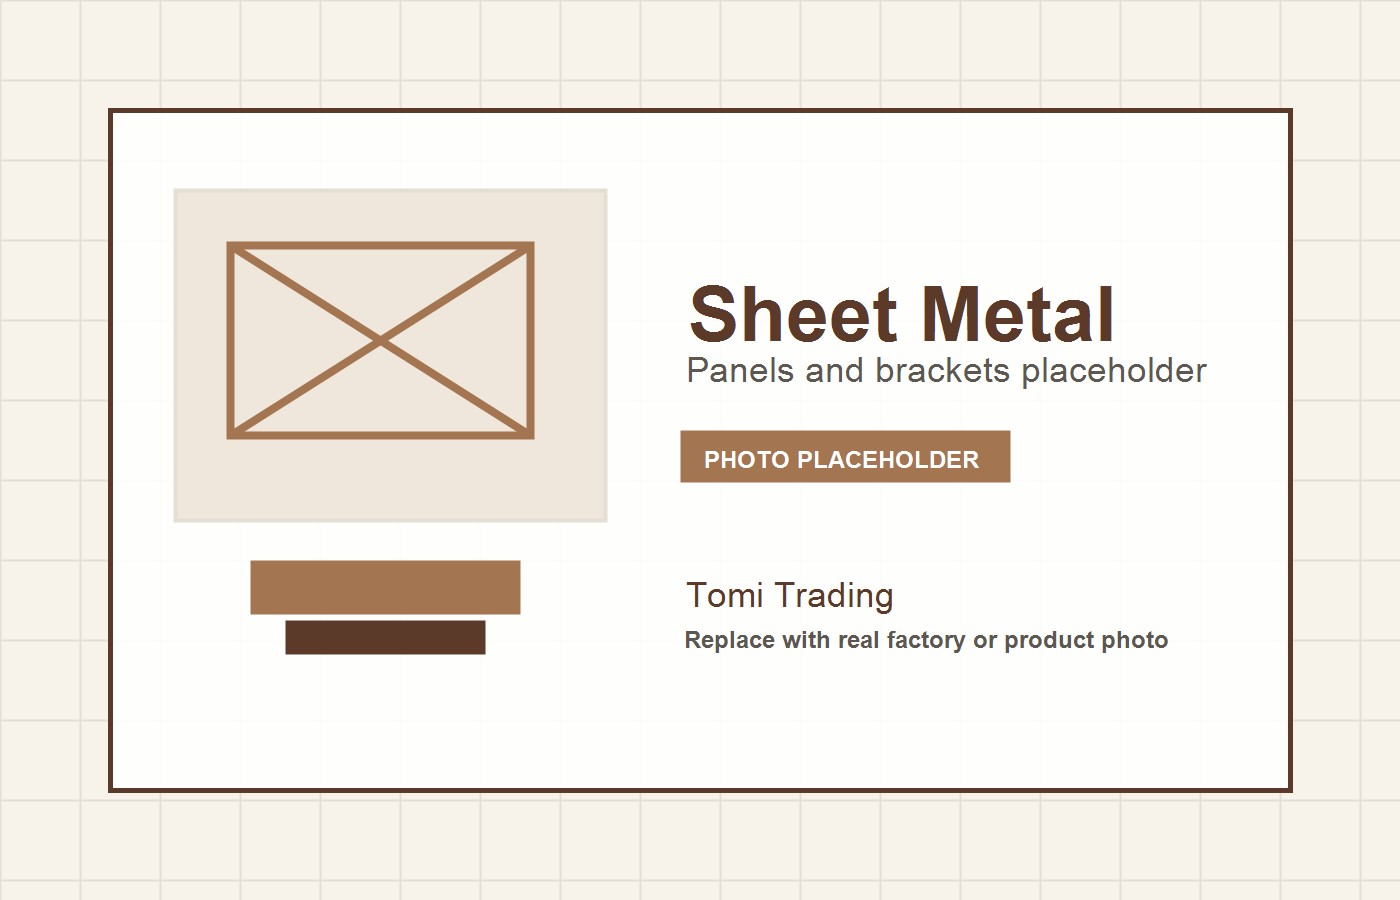 Sheet Metal
Panels and brackets placeholder
PHOTO PLACEHOLDER
Tomi Trading
Replace with real factory or product photo